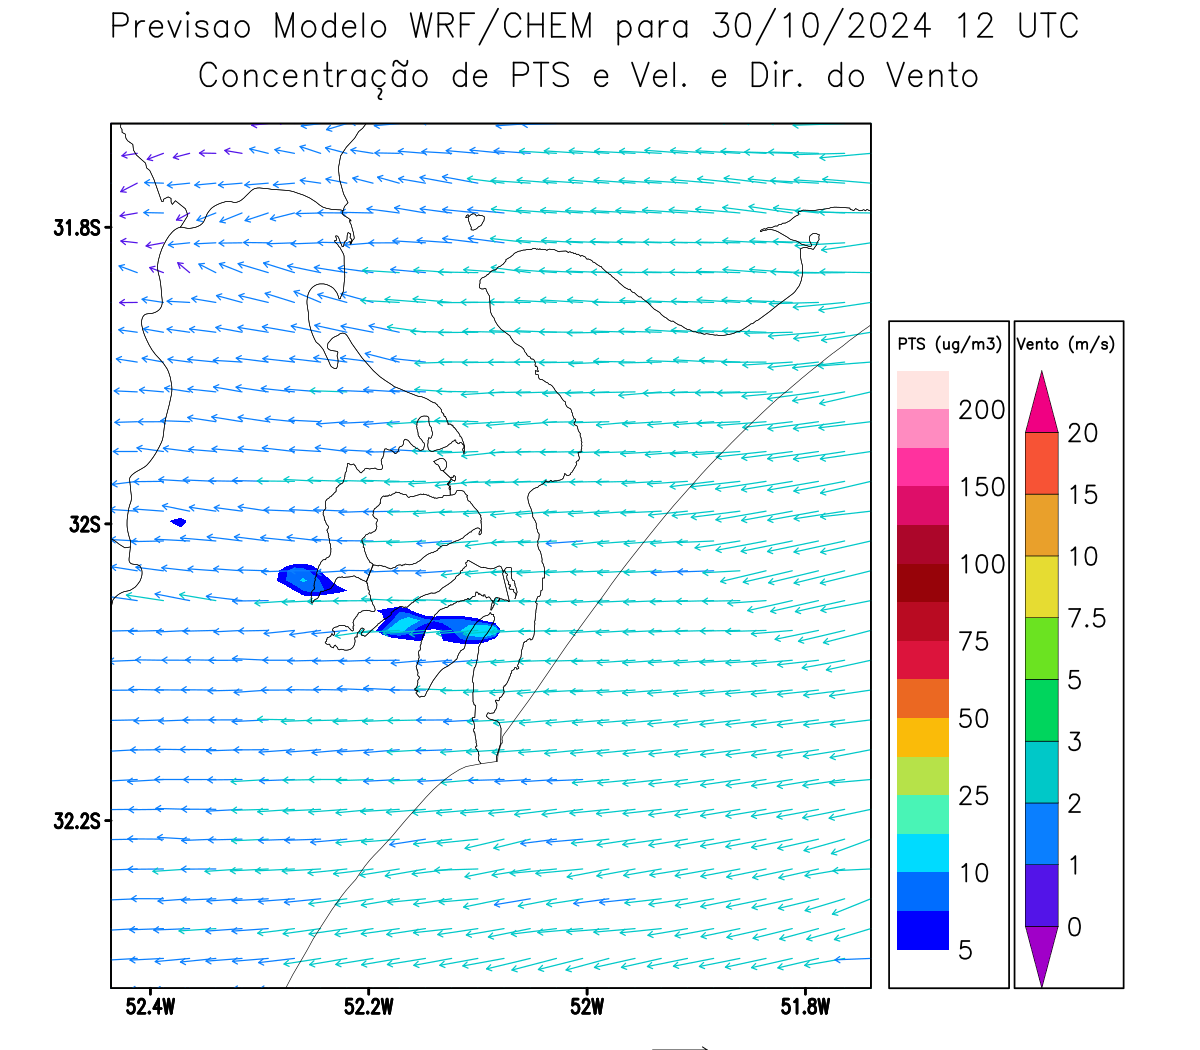 Previsao Modelo WRF/CHEM para 30/10/2024 12 UTC
Concentração de PTS e Vel. e Dir. do Vento
31.8S
32S
32.2S
52.4W 52.2W 52W 51.8W
PTS (ug/m3)
200
150
100
75
50
25
10
5
Vento (m/s)
20
15
10
7.5
5
3
2
1
0